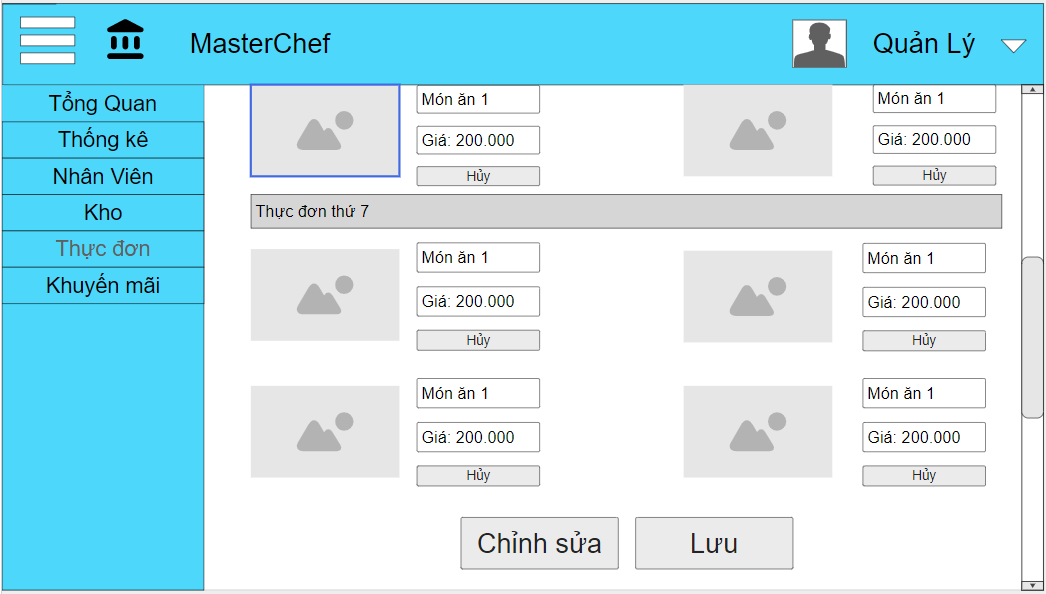 MasterChef
Quản Lý
Tổng Quan
Thống kê
Nhân Viên
Kho
Thực đơn
Khuyến mãi
Món ăn 1
Giá: 200.000
Hủy
Món ăn 1
Giá: 200.000
Hủy
Thực đơn thứ 7
Món ăn 1
Giá: 200.000
Hủy
Món ăn 1
Giá: 200.000
Hủy
Món ăn 1
Giá: 200.000
Hủy
Món ăn 1
Giá: 200.000
Hủy
Chỉnh sửa
Lưu